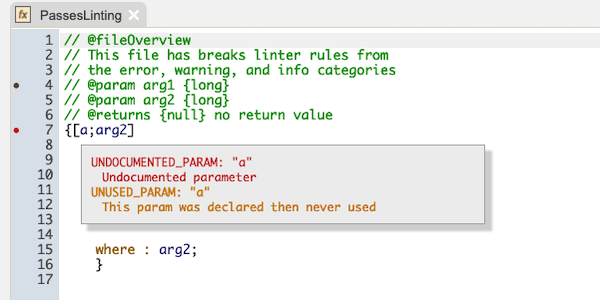 fx PassesLinting
1 // @fileOverview
2 // This file has breaks linter rules from
3 // the error, warning, and info categories
4 // @param arg1 {long}
5 // @param arg2 {long}
6 // @returns {null} no return value
7 {[a;arg2]
8
9 UNDOCUMENTED_PARAM: "a"
10 Undocumented parameter
11 UNUSED_PARAM: "a"
12 This param was declared then never used
13
14
15 where : arg2;
16 }
17